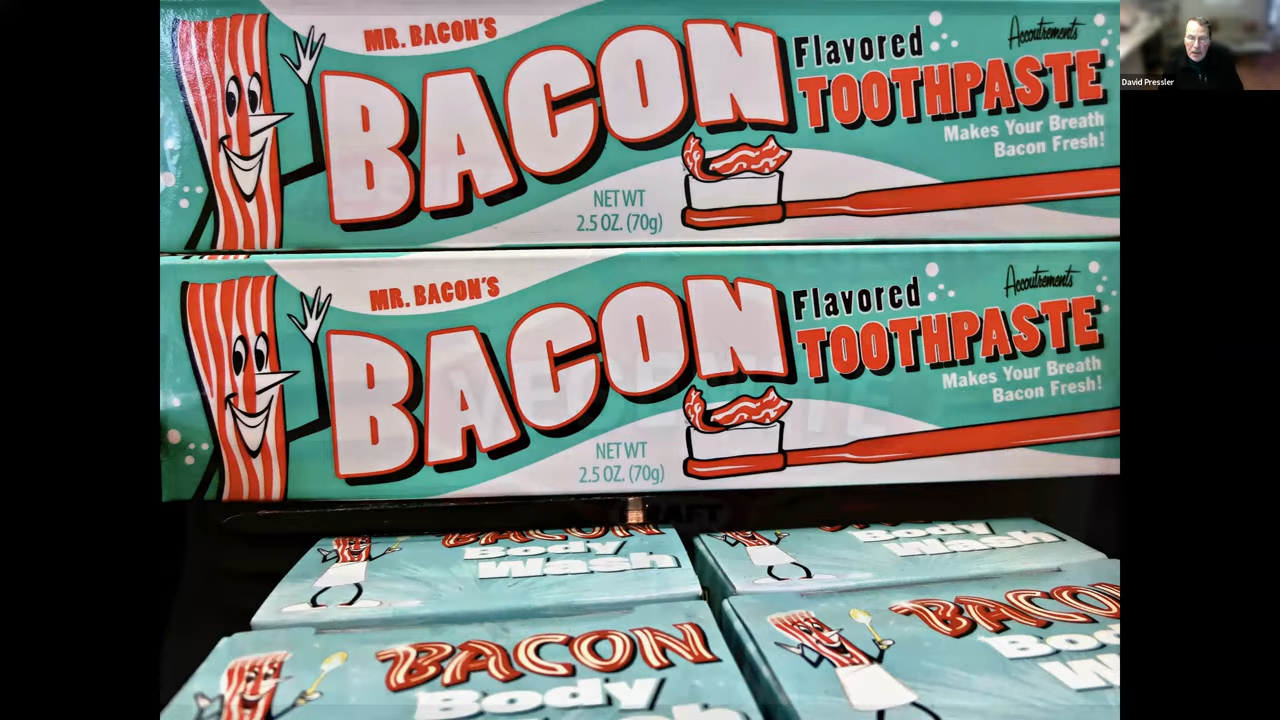 David Pressler
MR. BACON'S
BACON
Flavored
TOOTHPASTE
Accoutrements
Makes Your Breath
Bacon Fresh!
NET WT
2.5 OZ. (70g)
MR. BACON'S
BACON
Flavored
TOOTHPASTE
Accoutrements
Makes Your Breath
Bacon Fresh!
NET WT
2.5 OZ. (70g)
BACON
Body
Wash
Body
Wash
BACON
Body
Wash
BACON